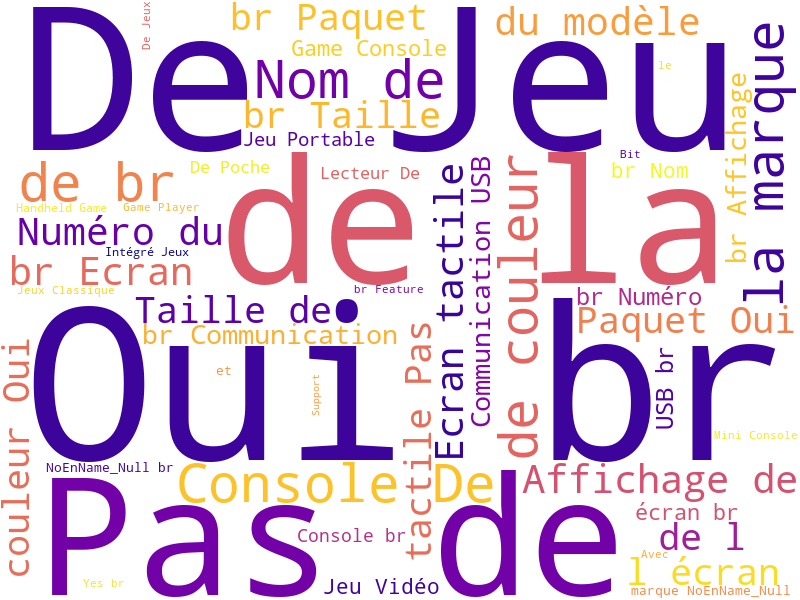 De Jeu
De Jeux
br Paquet
du modèle
Game Console
Nom de
le
la marque
br Affichage
br Taille
Jeu Portable
Bit
De Poche
Lecteur De
br Nom
de br
de la
Ecran tactile
Communication USB
de couleur
Handheld Game
Game Player
Numéro du
Intégré Jeux
br Ecran
Jeux Classique
br Feature
br Numéro
Taille de
Paquet Oui
br Communication
Oui br
couleur Oui
tactile Pas
et
Support
USB br
Mini Console
NoEnName_Null br
Console De
Affichage de
Pas de
écran br
Console br
de l
Avec
l écran
Yes br
Jeu Vidéo
marque NoEnName_Null